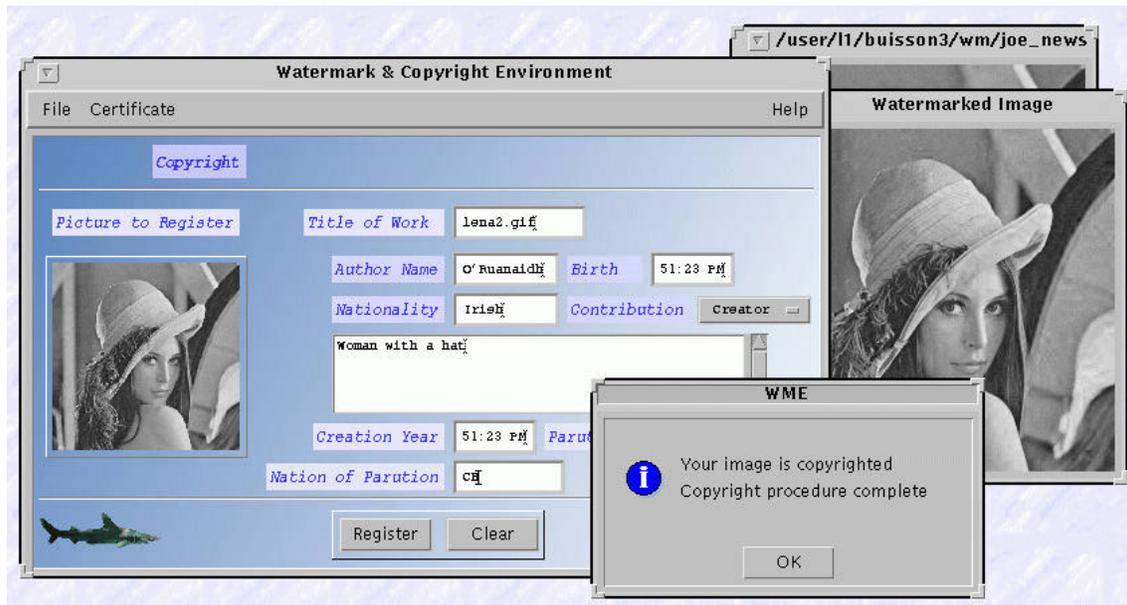 /user/l1/buisson3/wm/joe_news
Watermark & Copyright Environment
Watermarked Image
File Certificate Help
Copyright
Picture to Register
Title of Work lena2.gif
Author Name O'Ruanaidh Birth 51:23 PM
Nationality Irish Contribution Creator
Woman with a hat
Creation Year 51:23 PM
Nation of Parution CH
Register Clear
WME
Your image is copyrighted
Copyright procedure complete
OK